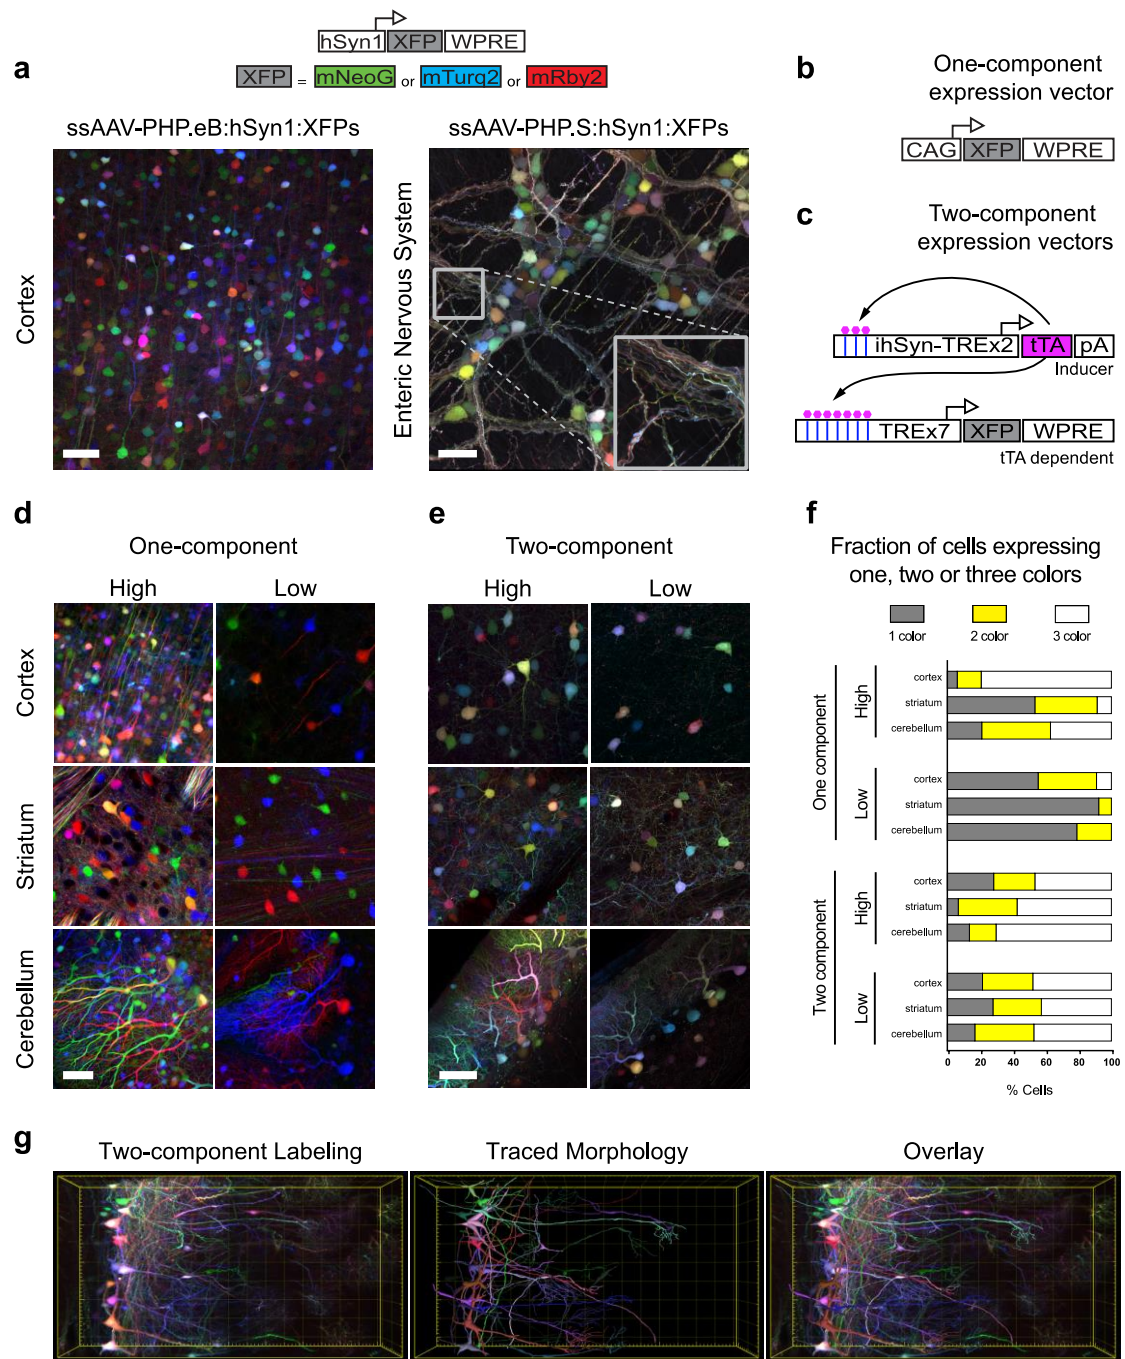 hSyn1 XFP WPRE
a
XFP = mNeoG or mTurq2 or mRby2
ssAAV-PHP.eB:hSyn1:XFPs
ssAAV-PHP.S:hSyn1:XFPs
Cortex
Enteric Nervous System
b
One-component
expression vector
CAG XFP WPRE
c
Two-component
expression vectors
ihSyn-TREx2 tTA pA
Inducer
TREx7 XFP WPRE
tTA dependent
d
One-component
High Low
Cortex
Striatum
Cerebellum
e
Two-component
High Low
f
Fraction of cells expressing
one, two or three colors
1 color 2 color 3 color
One component
High
cortex
striatum
cerebellum
Low
cortex
striatum
cerebellum
Two component
High
cortex
striatum
cerebellum
Low
cortex
striatum
cerebellum
0 20 40 60 80 100
% Cells
g
Two-component Labeling
Traced Morphology
Overlay